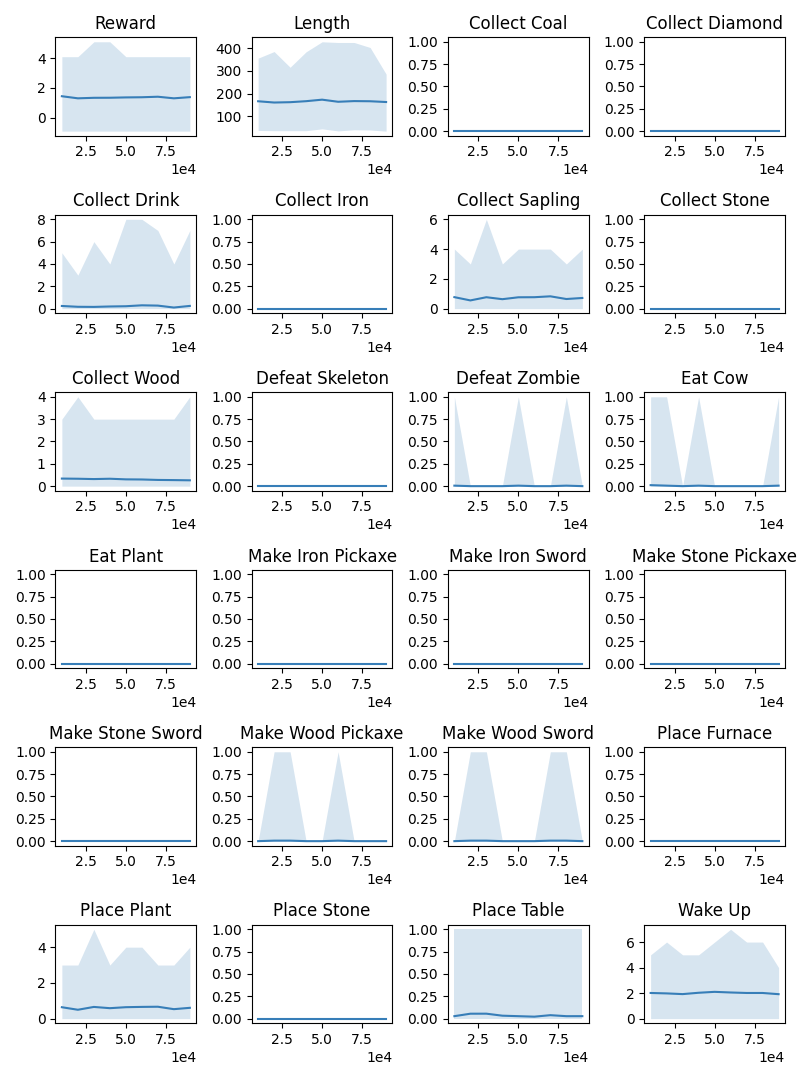 Reward Length Collect Coal Collect Diamond
4 400 1.00 1.00
300 0.75 0.75
2 200 0.50 0.50
0 100 0.25 0.25
0.00 0.00
2.5 5.0 7.5 2.5 5.0 7.5 2.5 5.0 7.5 2.5 5.0 7.5
1e4 1e4 1e4 1e4
Collect Drink Collect Iron Collect Sapling Collect Stone
8 1.00 6 1.00
6 0.75 4 0.75
4 0.50 2 0.50
2 0.25 0.25
0 0.00 0 0.00
2.5 5.0 7.5 2.5 5.0 7.5 2.5 5.0 7.5 2.5 5.0 7.5
1e4 1e4 1e4 1e4
Collect Wood Defeat Skeleton Defeat Zombie Eat Cow
4 1.00 1.00 1.00
3 0.75 0.75 0.75
2 0.50 0.50 0.50
1 0.25 0.25 0.25
0 0.00 0.00 0.00
2.5 5.0 7.5 2.5 5.0 7.5 2.5 5.0 7.5 2.5 5.0 7.5
1e4 1e4 1e4 1e4
Eat Plant Make Iron Pickaxe Make Iron Sword Make Stone Pickaxe
1.00 1.00 1.00 1.00
0.75 0.75 0.75 0.75
0.50 0.50 0.50 0.50
0.25 0.25 0.25 0.25
0.00 0.00 0.00 0.00
2.5 5.0 7.5 2.5 5.0 7.5 2.5 5.0 7.5 2.5 5.0 7.5
1e4 1e4 1e4 1e4
Make Stone Sword Make Wood Pickaxe Make Wood Sword Place Furnace
1.00 1.00 1.00 1.00
0.75 0.75 0.75 0.75
0.50 0.50 0.50 0.50
0.25 0.25 0.25 0.25
0.00 0.00 0.00 0.00
2.5 5.0 7.5 2.5 5.0 7.5 2.5 5.0 7.5 2.5 5.0 7.5
1e4 1e4 1e4 1e4
Place Plant Place Stone Place Table Wake Up
4 1.00 1.00 6
0.75 0.75 4
2 0.50 0.50 2
0.25 0.25
0 0.00 0.00 0
2.5 5.0 7.5 2.5 5.0 7.5 2.5 5.0 7.5 2.5 5.0 7.5
1e4 1e4 1e4 1e4